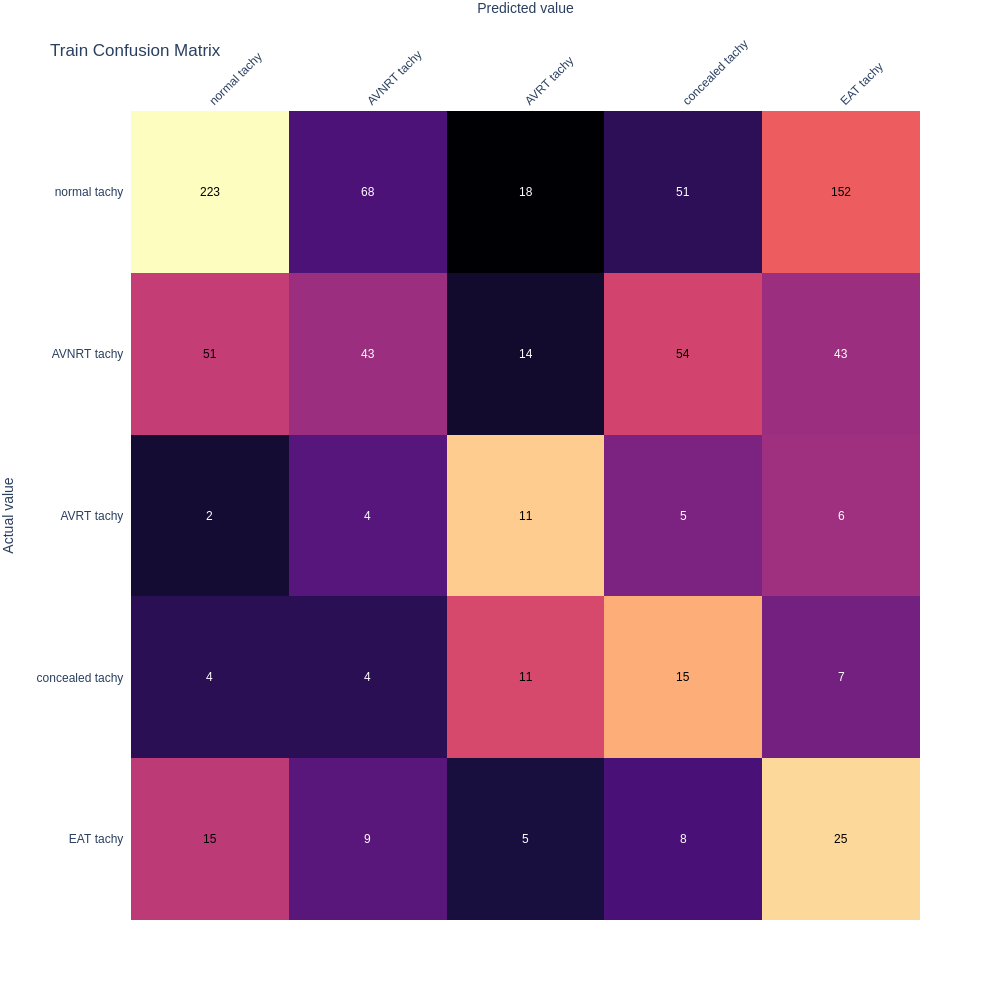 Predicted value
Train Confusion Matrix
normal tachy
AVNRT tachy
AVRT tachy
concealed tachy
EAT tachy
Actual value
normal tachy 223 68 18 51 152
AVNRT tachy 51 43 14 54 43
AVRT tachy 2 4 11 5 6
concealed tachy 4 4 11 15 7
EAT tachy 15 9 5 8 25